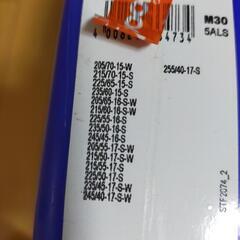 M30
5ALS
205/70-15-W
215/70-15-S
225/65-15-S
235/60-15-S
205/65-16-S-W
215/60-16-S-W
225/55-16-S
235/50-16-S
245/45-16-S
205/55-17-S-W
215/50-17-S-W
215/55-17-S
225/50-17-S
235/45-17-S-W
245/40-17-S-W
255/40-17-S
STF2074_2